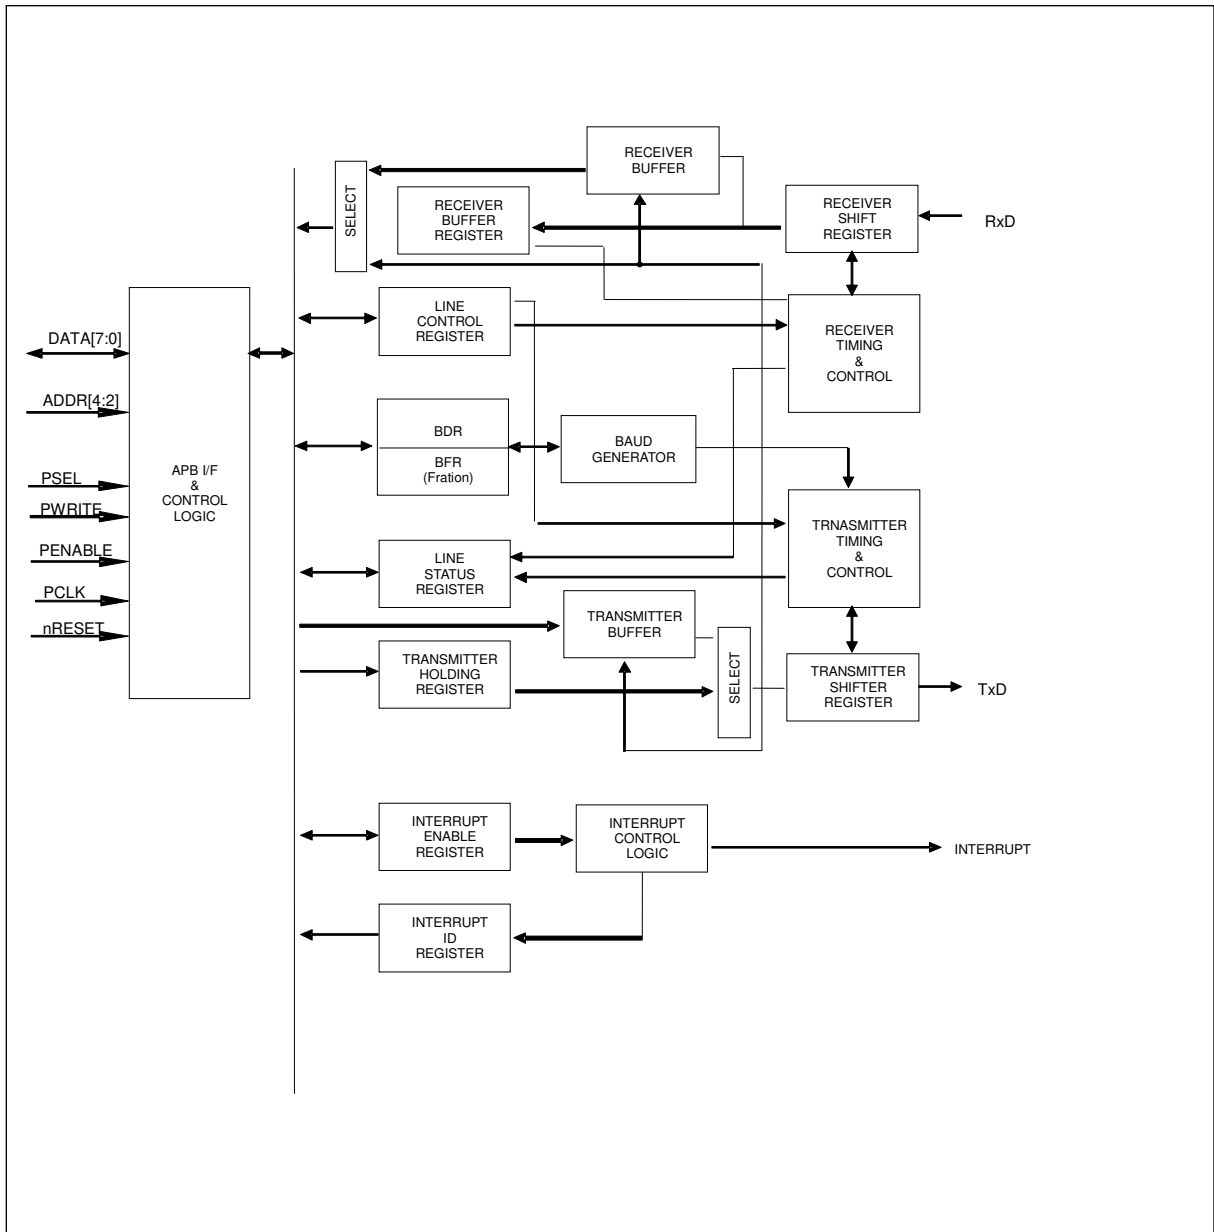 RECEIVER
BUFFER
SELECT
RECEIVER
BUFFER
REGISTER
RECEIVER
SHIFT
REGISTER
RxD
LINE
CONTROL
REGISTER
RECEIVER
TIMING
&
CONTROL
DATA[7:0]
ADDR[4:2]
PSEL
PWRITE
PENABLE
PCLK
nRESET
APB I/F
&
CONTROL
LOGIC
BDR
BFR
(Fration)
BAUD
GENERATOR
TRNASMITTER
TIMING
&
CONTROL
LINE
STATUS
REGISTER
TRANSMITTER
BUFFER
TRANSMITTER
HOLDING
REGISTER
SELECT
TRANSMITTER
SHIFTER
REGISTER
TxD
INTERRUPT
ENABLE
REGISTER
INTERRUPT
CONTROL
LOGIC
INTERRUPT
INTERRUPT
ID
REGISTER